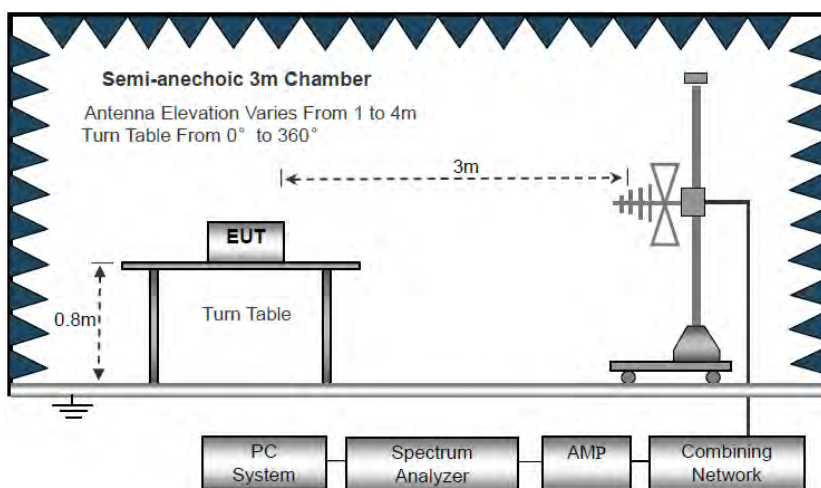 Semi-anechoic 3m Chamber
Antenna Elevation Varies From 1 to 4m
Turn Table From 0° to 360°
3m
EUT
0.8m
Turn Table
PC
System
Spectrum
Analyzer
AMP
Combining
Network